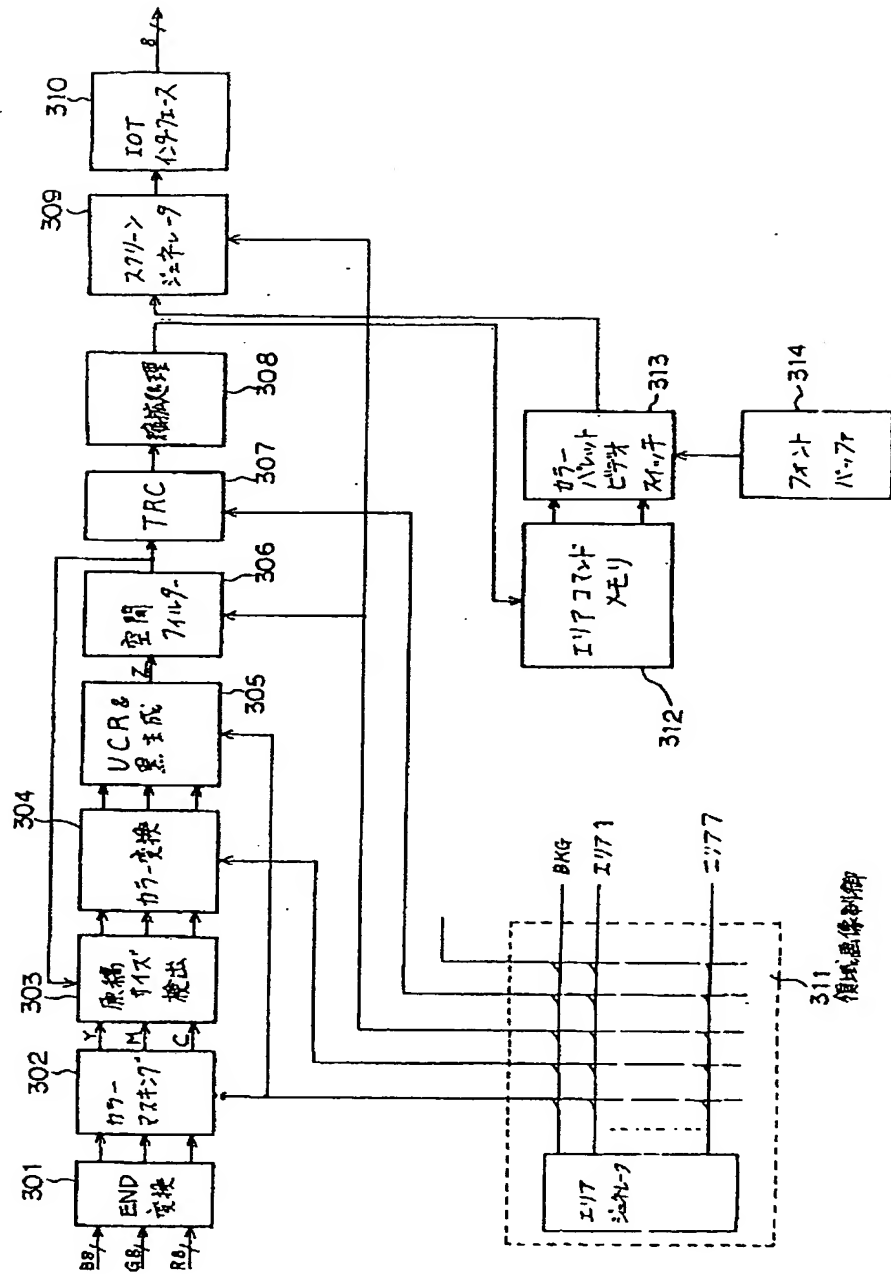 B8
G8
R8
301
END
変換
302
カラー
マスキング
Y
M
C
303
原稿
サイズ
検出
304
カラー変換
305
UCR&
黒生成
306
空間
フィルター
307
TRC
308
縮拡処理
309
スクリーン
ジェネレータ
310
IOT
インターフェース
8
エリア
ジェネレータ
BKG
エリア1
エリア7
311
領域画像制御
312
エリアコマンド
メモリ
313
カラー
パレット
ビデオ
スイッチ
314
フォント
バッファ